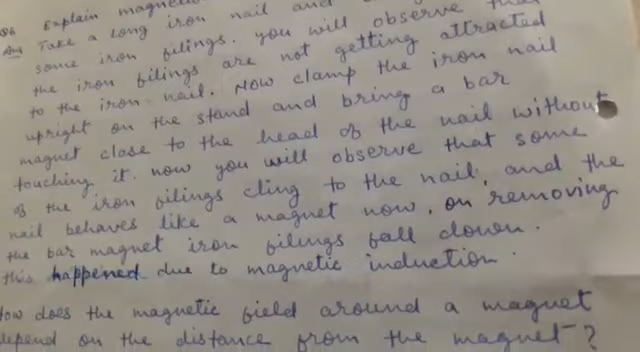 Q6 Explain magnetic
Ans Take a long iron nail and
some iron filings. you will observe that
the iron filings are not getting attracted
to the iron nail. Now clamp the iron nail
upright on the stand and bring a bar
magnet close to the head of the nail without
touching it. now you will observe that some
of the iron filings cling to the nail, and the
nail behaves like a magnet now. on removing
the bar magnet iron filings fall down.
this happened due to magnetic induction.
How does the magnetic field around a magnet
depend on the distance from the magnet?